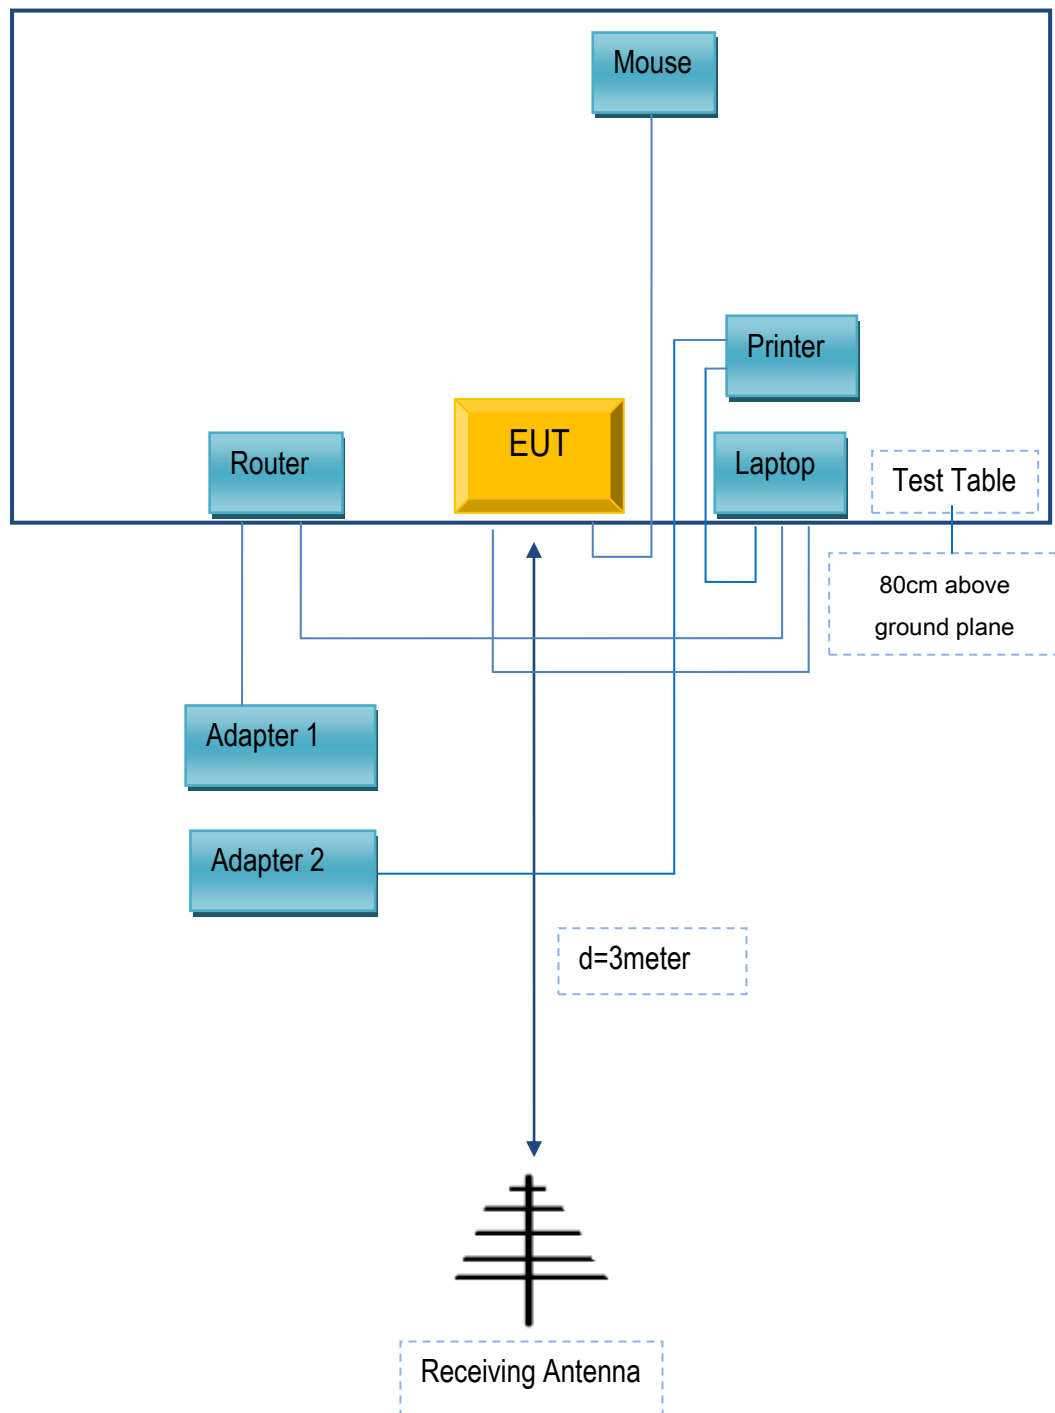 Mouse
Printer
EUT
Router
Laptop
Test Table
80cm above
ground plane
Adapter 1
Adapter 2
d=3meter
Receiving Antenna